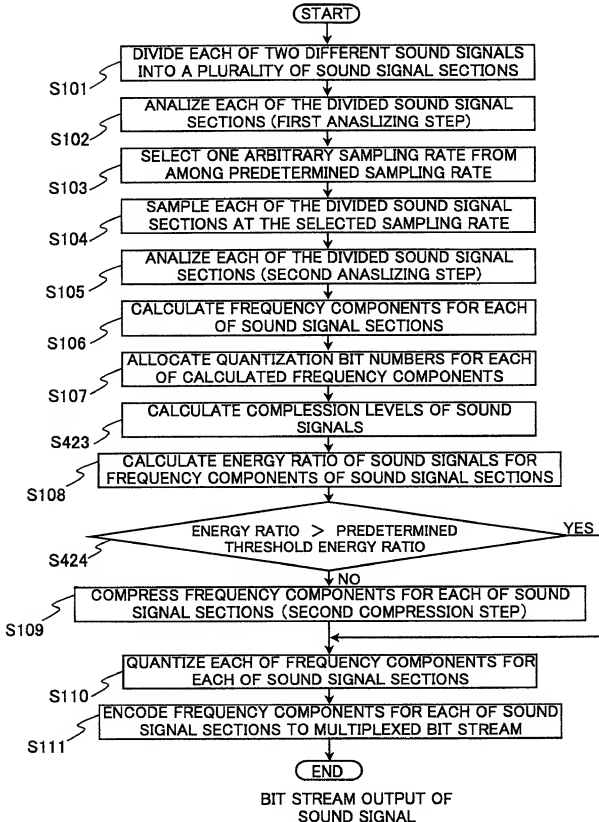 START
DIVIDE EACH OF TWO DIFFERENT SOUND SIGNALS
INTO A PLURALITY OF SOUND SIGNAL SECTIONS
S101
ANALIZE EACH OF THE DIVIDED SOUND SIGNAL
SECTIONS (FIRST ANASLIZING STEP)
S102
SELECT ONE ARBITRARY SAMPLING RATE FROM
AMONG PREDETERMINED SAMPLING RATE
S103
SAMPLE EACH OF THE DIVIDED SOUND SIGNAL
SECTIONS AT THE SELECTED SAMPLING RATE
S104
ANALIZE EACH OF THE DIVIDED SOUND SIGNAL
SECTIONS (SECOND ANASLIZING STEP)
S105
CALCULATE FREQUENCY COMPONENTS FOR EACH
OF SOUND SIGNAL SECTIONS
S106
ALLOCATE QUANTIZATION BIT NUMBERS FOR EACH
OF CALCULATED FREQUENCY COMPONENTS
S107
CALCULATE COMPLESSION LEVELS OF SOUND
SIGNALS
S423
CALCULATE ENERGY RATIO OF SOUND SIGNALS FOR
FREQUENCY COMPONENTS OF SOUND SIGNAL SECTIONS
S108
ENERGY RATIO > PREDETERMINED
THRESHOLD ENERGY RATIO
YES
S424
NO
COMPRESS FREQUENCY COMPONENTS FOR EACH OF SOUND
SIGNAL SECTIONS (SECOND COMPRESSION STEP)
S109
QUANTIZE EACH OF FREQUENCY COMPONENTS FOR
EACH OF SOUND SIGNAL SECTIONS
S110
ENCODE FREQUENCY COMPONENTS FOR EACH OF SOUND
SIGNAL SECTIONS TO MULTIPLEXED BIT STREAM
S111
END
BIT STREAM OUTPUT OF
SOUND SIGNAL